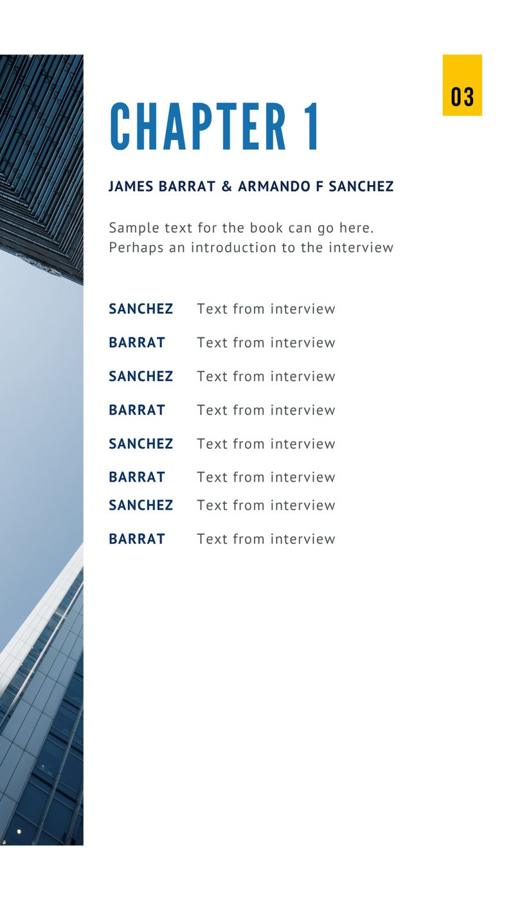 03
CHAPTER 1
JAMES BARRAT & ARMANDO F SANCHEZ
Sample text for the book can go here.
Perhaps an introduction to the interview
SANCHEZ Text from interview
BARRAT Text from interview
SANCHEZ Text from interview
BARRAT Text from interview
SANCHEZ Text from interview
BARRAT Text from interview
SANCHEZ Text from interview
BARRAT Text from interview